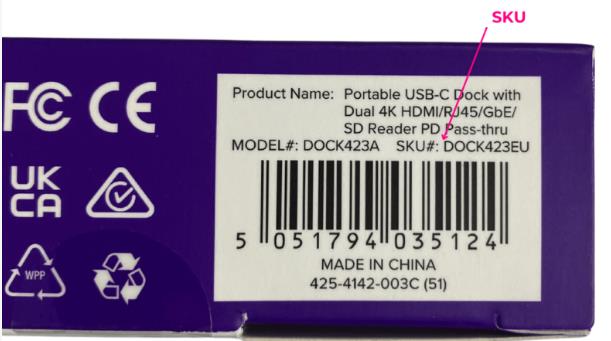 SKU
FC CE
Product Name: Portable USB-C Dock with
Dual 4K HDMI/RJ45/GbE/
SD Reader PD Pass-thru
MODEL#: DOCK423A SKU#: DOCK423EU
UK
CA
5 051794 035124
WPP
MADE IN CHINA
425-4142-003C (51)